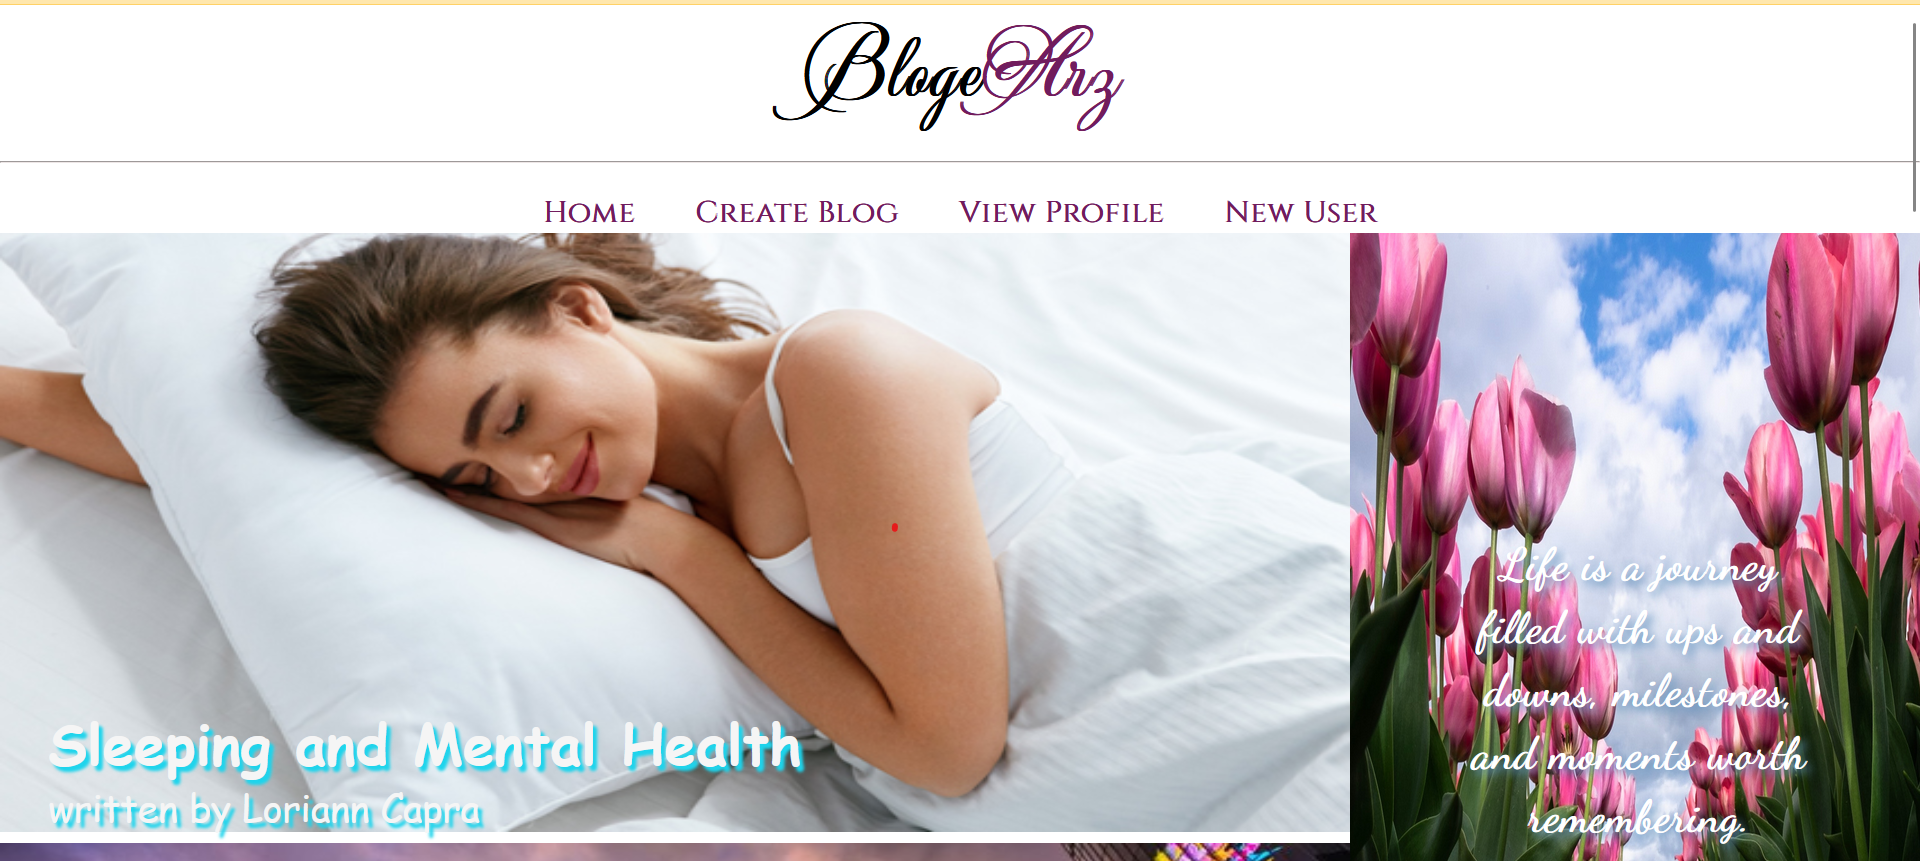 BlogeArz
Home Create Blog View Profile New User
Sleeping and Mental Health
written by Loriann Capra
Life is a journey
filled with ups and
downs, milestones,
and moments worth
remembering.